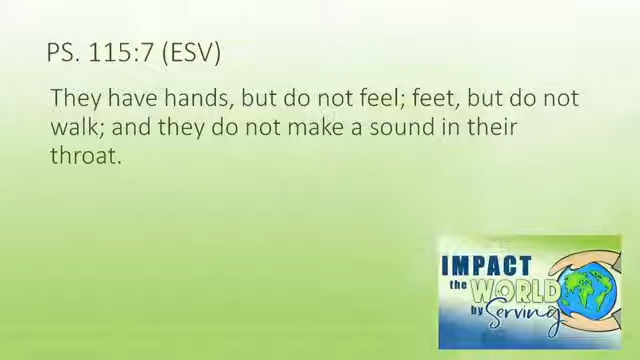 PS. 115:7 (ESV)
They have hands, but do not feel; feet, but do not
walk; and they do not make a sound in their
throat.
IMPACT
the WORLD
by Serving